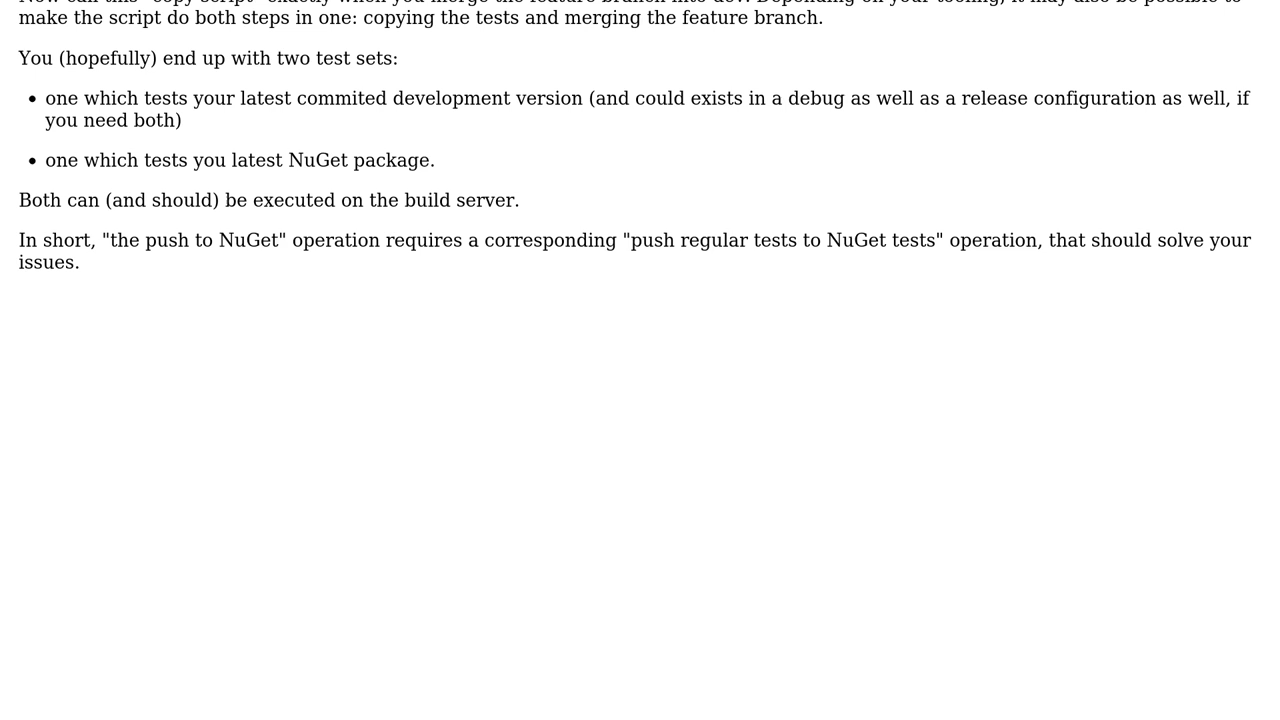 make the script do both steps in one: copying the tests and merging the feature branch.
You (hopefully) end up with two test sets:
• one which tests your latest commited development version (and could exists in a debug as well as a release configuration as well, if
you need both)
• one which tests you latest NuGet package.
Both can (and should) be executed on the build server.
In short, "the push to NuGet" operation requires a corresponding "push regular tests to NuGet tests" operation, that should solve your
issues.